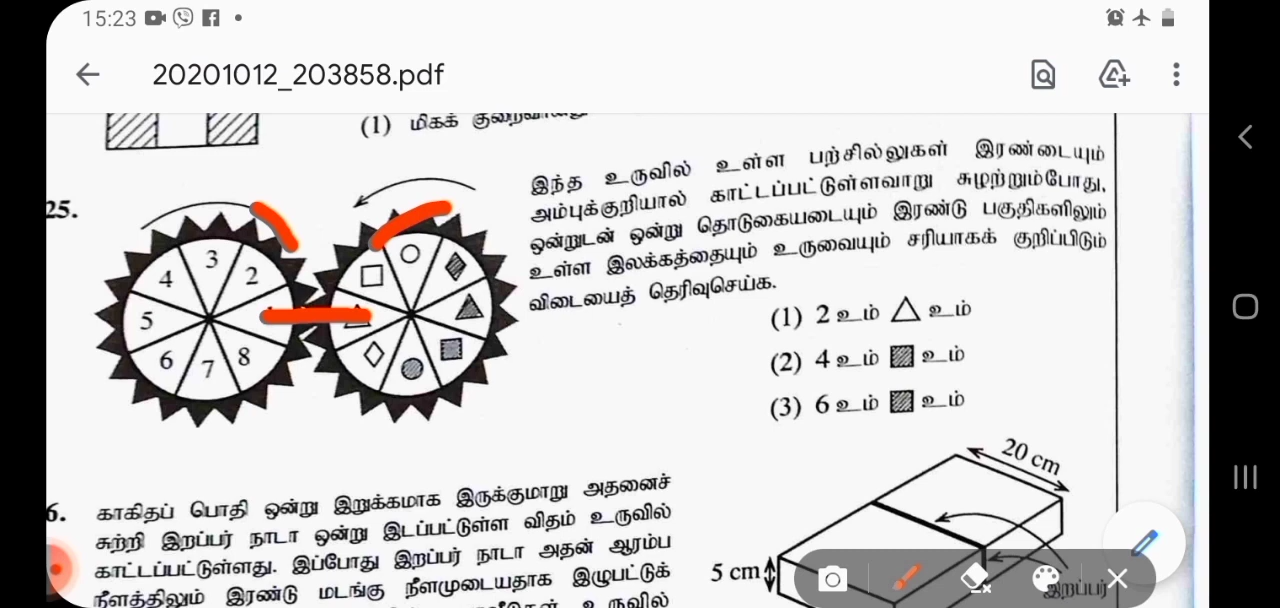 15:23
20201012_203858.pdf
(1) மிகக்
25.
இந்த உருவில் உள்ள பற்சில்லுகள் இரண்டையும்
அம்புக்குறியால் காட்டப்பட்டுள்ளவாறு சுழற்றும்போது,
ஒன்றுடன் ஒன்று தொடுகையடையும் இரண்டு பகுதிகளிலும்
உள்ள இலக்கத்தையும் உருவையும் சரியாகக் குறிப்பிடும்
விடையைத் தெரிவுசெய்க.
3
4 2
5
6 7 8
(1) 2 உம் △ உம்
(2) 4 உம் உம்
(3) 6 உம் உம்
20 cm
6. காகிதப் பொதி ஒன்று இறுக்கமாக இருக்குமாறு அதனைச்
சுற்றி இறப்பர் நாடா ஒன்று இடப்பட்டுள்ள விதம் உருவில்
காட்டப்பட்டுள்ளது. இப்போது இறப்பர் நாடா அதன் ஆரம்ப
நீளத்திலும் இரண்டு மடங்கு நீளமுடையதாக இழுபட்டுக்
5 cm
இறப்பர்